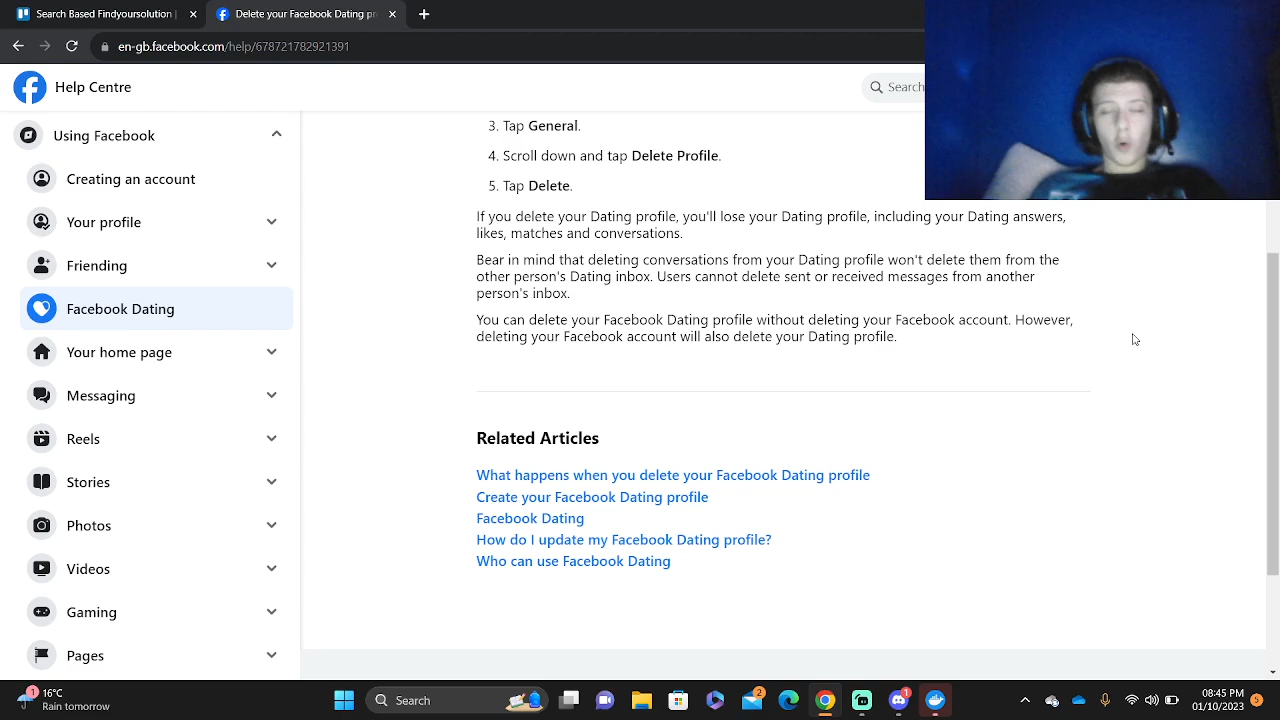 Search Based Findyoursolution |
Delete your Facebook Dating pr
en-gb.facebook.com/help/678721782921391
Help Centre
Search
Using Facebook
Creating an account
Your profile
Friending
Facebook Dating
Your home page
Messaging
Reels
Stories
Photos
Videos
Gaming
Pages
3. Tap General.
4. Scroll down and tap Delete Profile.
5. Tap Delete.
If you delete your Dating profile, you'll lose your Dating profile, including your Dating answers,
likes, matches and conversations.
Bear in mind that deleting conversations from your Dating profile won't delete them from the
other person's Dating inbox. Users cannot delete sent or received messages from another
person's inbox.
You can delete your Facebook Dating profile without deleting your Facebook account. However,
deleting your Facebook account will also delete your Dating profile.
Related Articles
What happens when you delete your Facebook Dating profile
Create your Facebook Dating profile
Facebook Dating
How do I update my Facebook Dating profile?
Who can use Facebook Dating
1
16°C
Rain tomorrow
Search
2
1
08:45 PM
01/10/2023
5